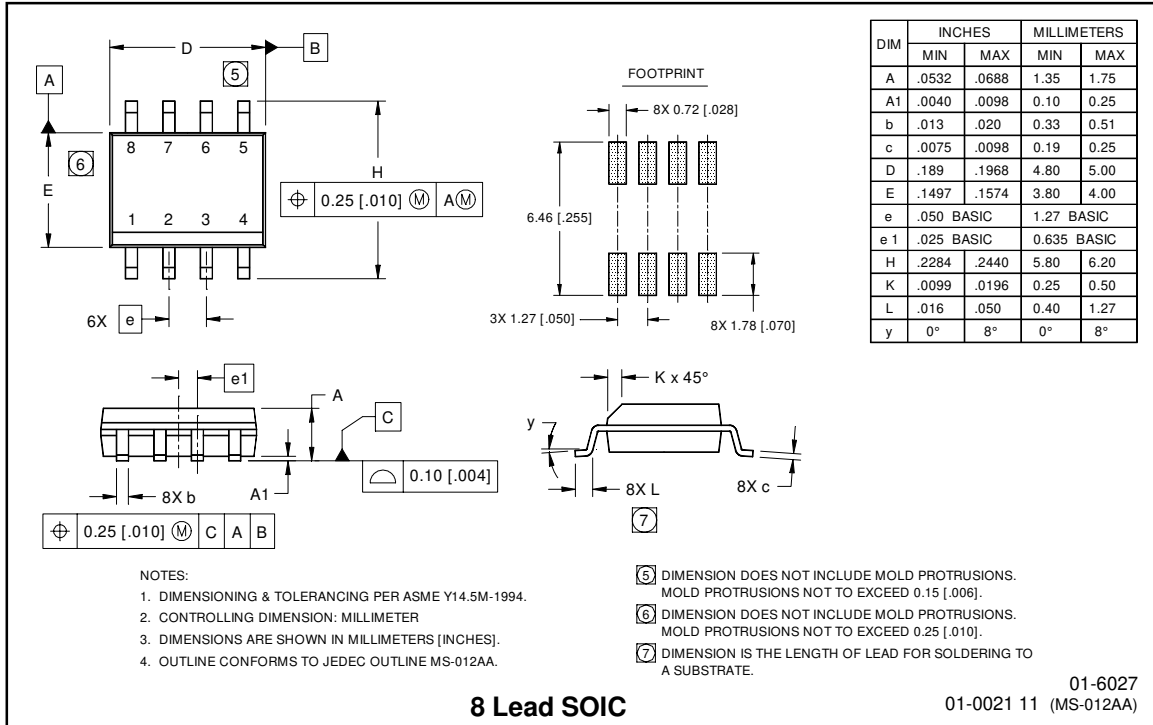 D
B
5
A
8 7 6 5
6
E
H
⌖ 0.25 [.010] Ⓜ AⓂ
1 2 3 4
6X e
FOOTPRINT
8X 0.72 [.028]
6.46 [.255]
3X 1.27 [.050]
8X 1.78 [.070]
DIM INCHES MILLIMETERS
MIN MAX MIN MAX
A .0532 .0688 1.35 1.75
A1 .0040 .0098 0.10 0.25
b .013 .020 0.33 0.51
c .0075 .0098 0.19 0.25
D .189 .1968 4.80 5.00
E .1497 .1574 3.80 4.00
e .050 BASIC 1.27 BASIC
e 1 .025 BASIC 0.635 BASIC
H .2284 .2440 5.80 6.20
K .0099 .0196 0.25 0.50
L .016 .050 0.40 1.27
y 0° 8° 0° 8°
e1
A
C
⌓ 0.10 [.004]
8X b
A1
⌖ 0.25 [.010] Ⓜ C A B
K x 45°
y
8X L
8X c
7
NOTES:
1. DIMENSIONING & TOLERANCING PER ASME Y14.5M-1994.
2. CONTROLLING DIMENSION: MILLIMETER
3. DIMENSIONS ARE SHOWN IN MILLIMETERS [INCHES].
4. OUTLINE CONFORMS TO JEDEC OUTLINE MS-012AA.
5 DIMENSION DOES NOT INCLUDE MOLD PROTRUSIONS.
MOLD PROTRUSIONS NOT TO EXCEED 0.15 [.006].
6 DIMENSION DOES NOT INCLUDE MOLD PROTRUSIONS.
MOLD PROTRUSIONS NOT TO EXCEED 0.25 [.010].
7 DIMENSION IS THE LENGTH OF LEAD FOR SOLDERING TO
A SUBSTRATE.
8 Lead SOIC
01-6027
01-0021 11 (MS-012AA)